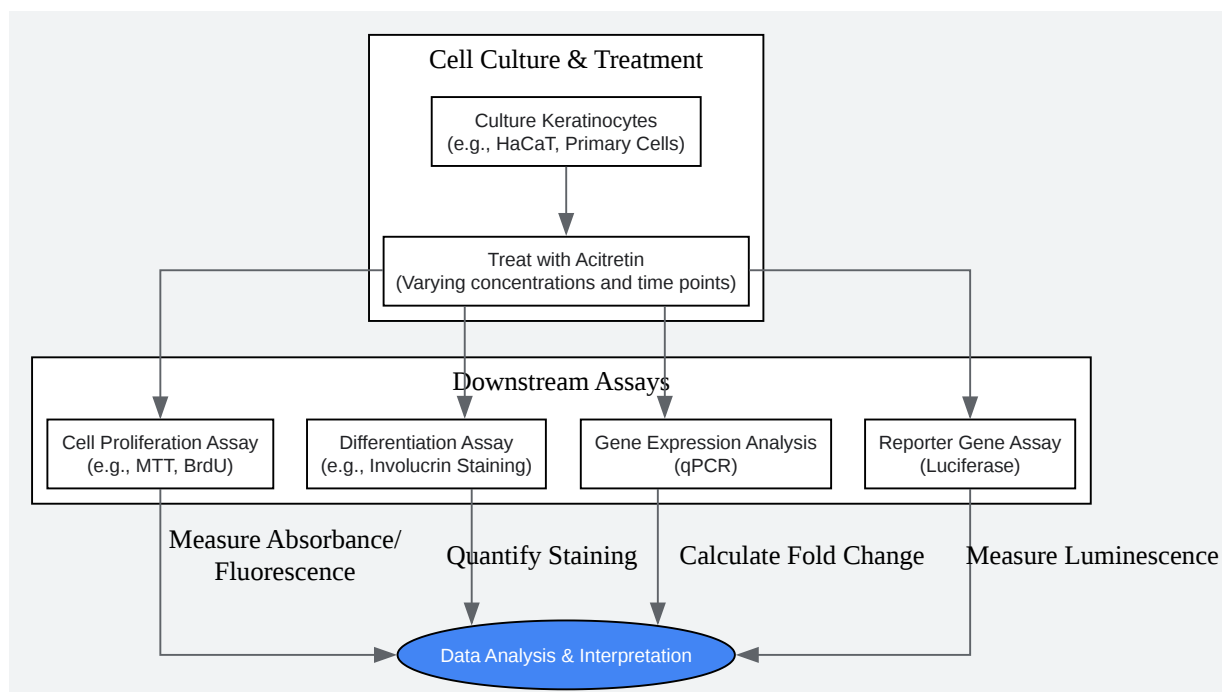 Cell Culture & Treatment
Culture Keratinocytes
(e.g., HaCaT, Primary Cells)
Treat with Acitretin
(Varying concentrations and time points)
Downstream Assays
Cell Proliferation Assay
(e.g., MTT, BrdU)
Differentiation Assay
(e.g., Involucrin Staining)
Gene Expression Analysis
(qPCR)
Reporter Gene Assay
(Luciferase)
Measure Absorbance/
Fluorescence
Quantify Staining
Calculate Fold Change
Measure Luminescence
Data Analysis & Interpretation